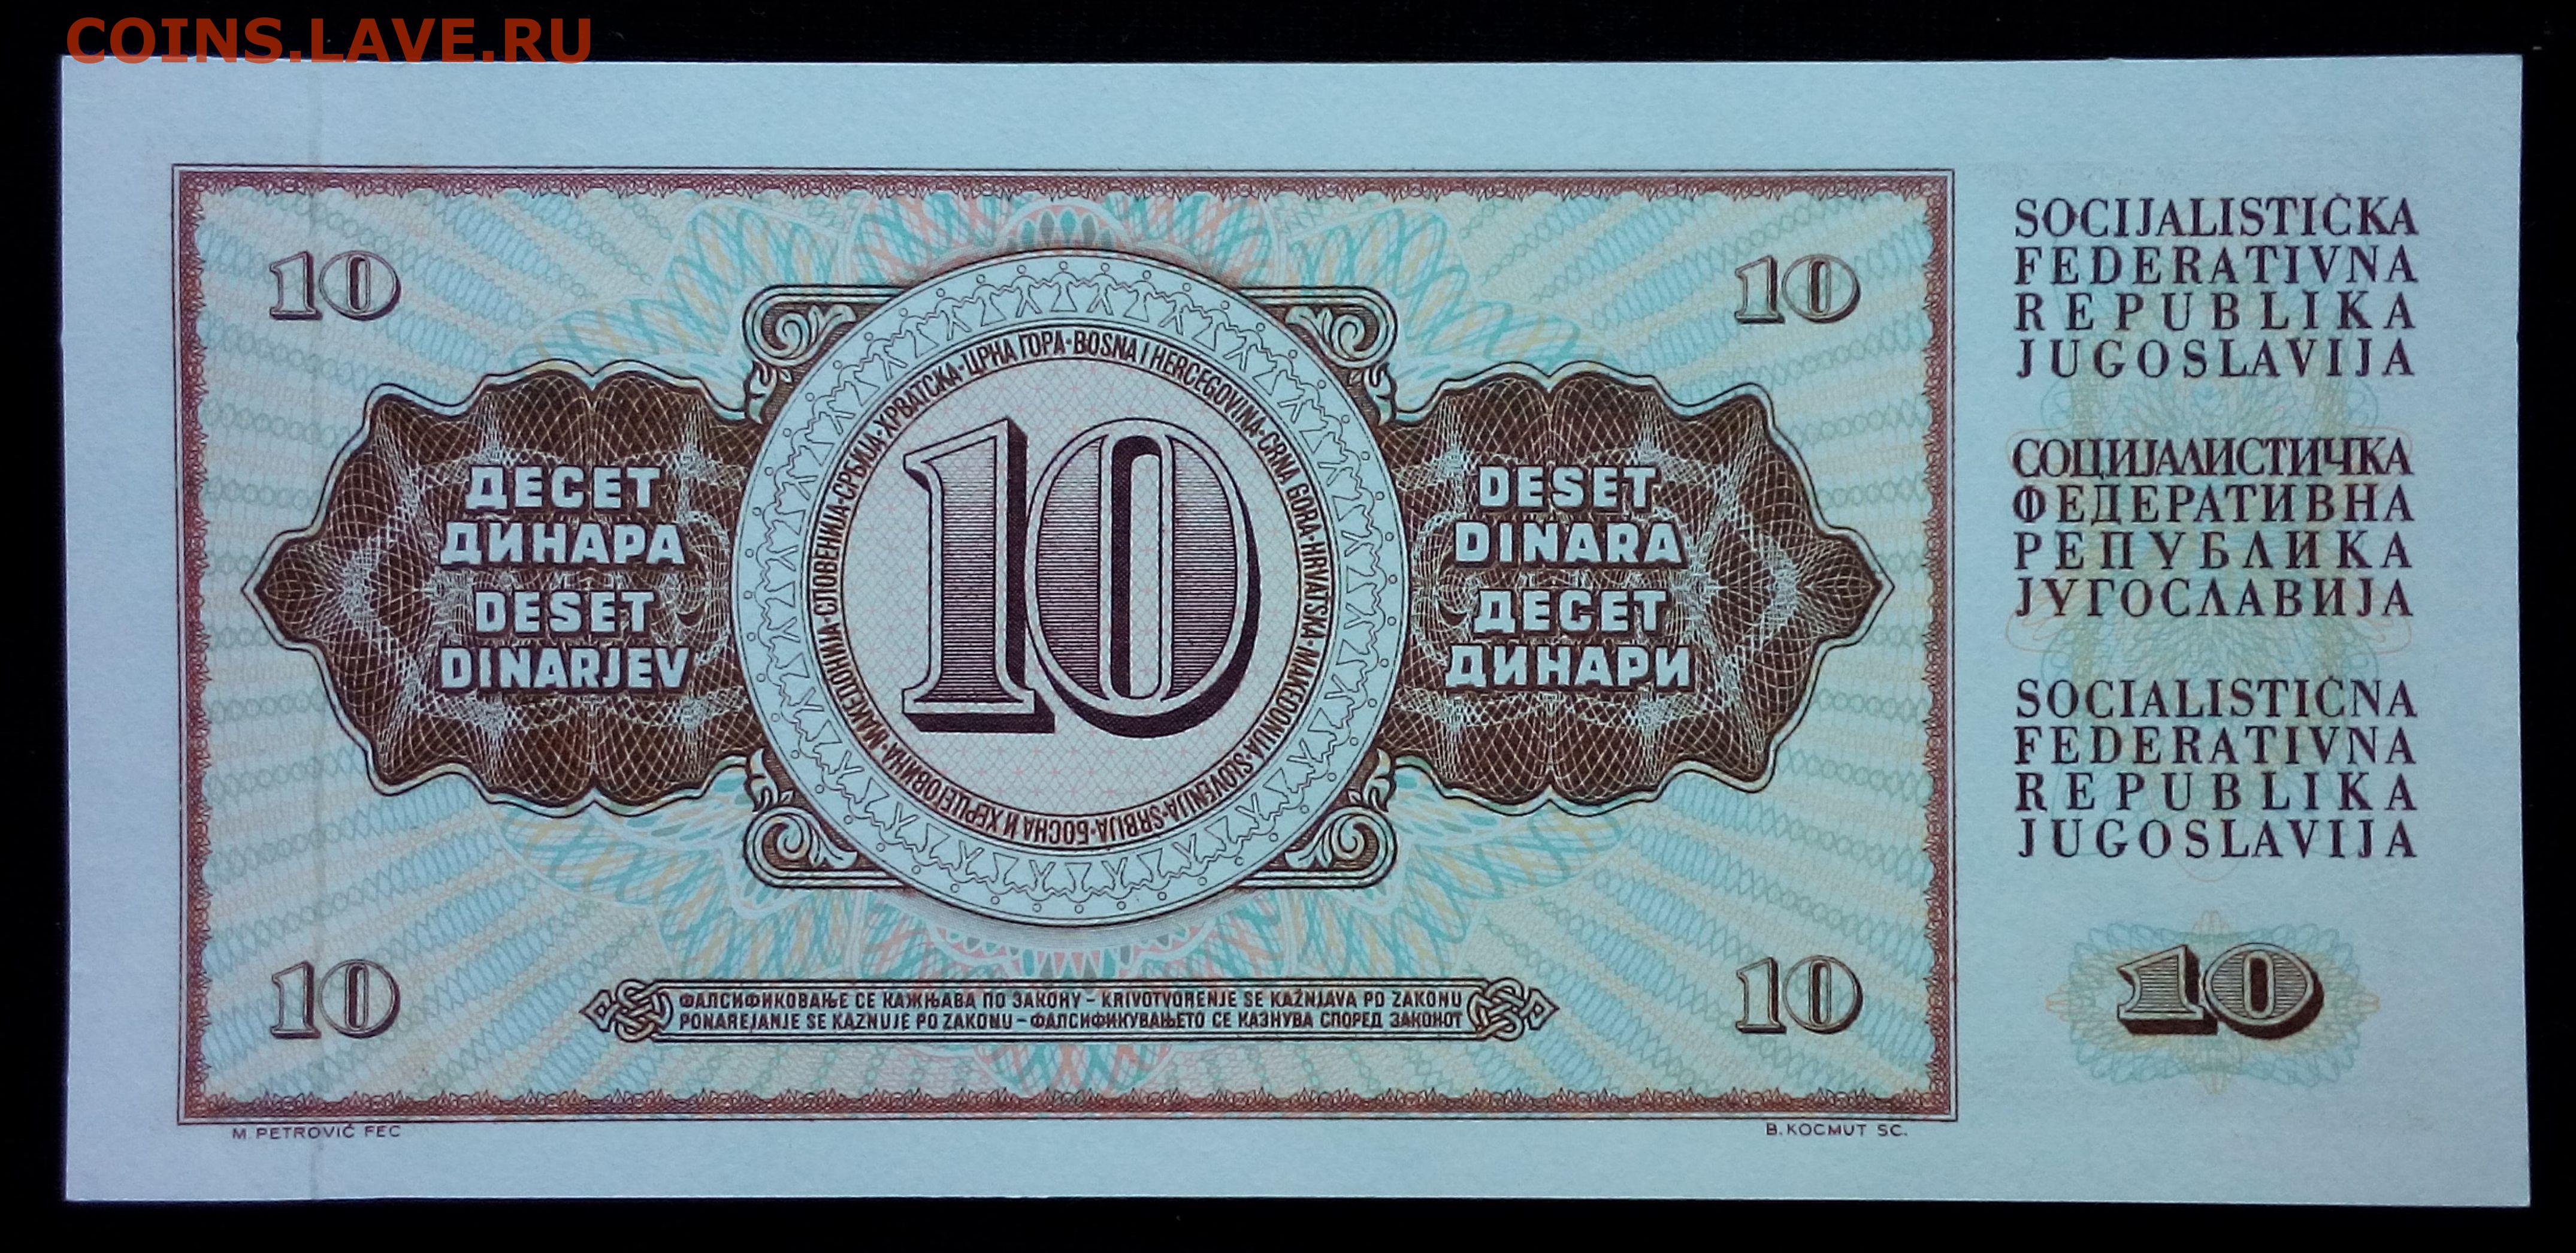 COINS.LAVE.RU
10
10
ДЕСЕТ
ДИНАРА
DESET
DINARJEV
СЛОВЕНИЈА·СРБИЈА·ХРВАТСКА·ЦРНА ГОРА·BOSNA I HERCEGOVINA·CRNA GORA·HRVATSKA·MAKEDONIJA·SLOVENIJA·SRBIJA·БОСНА И ХЕРЦЕГОВИНА·МАКЕДОНИЈА·
10
DESET
DINARA
ДЕСЕТ
ДИНАРИ
10
10
ФАЛСИФИКОВАЊЕ СЕ КАЖЊАВА ПО ЗАКОНУ – KRIVOTVORENJE SE KAŽNJAVA PO ZAKONU
PONAREJANJE SE KAZNUJE PO ZAKONU – ФАЛСИФИКУВАЊЕТО СЕ КАЗНУВА СПОРЕД ЗАКОНОТ
M. PETROVIĆ FEC
B. KOCMUT SC.
SOCIJALISTIČKA
FEDERATIVNA
REPUBLIKA
JUGOSLAVIJA
СОЦИЈАЛИСТИЧКА
ФЕДЕРАТИВНА
РЕПУБЛИКА
ЈУГОСЛАВИЈА
SOCIALISTIČNA
FEDERATIVNA
REPUBLIKA
JUGOSLAVIJA
10